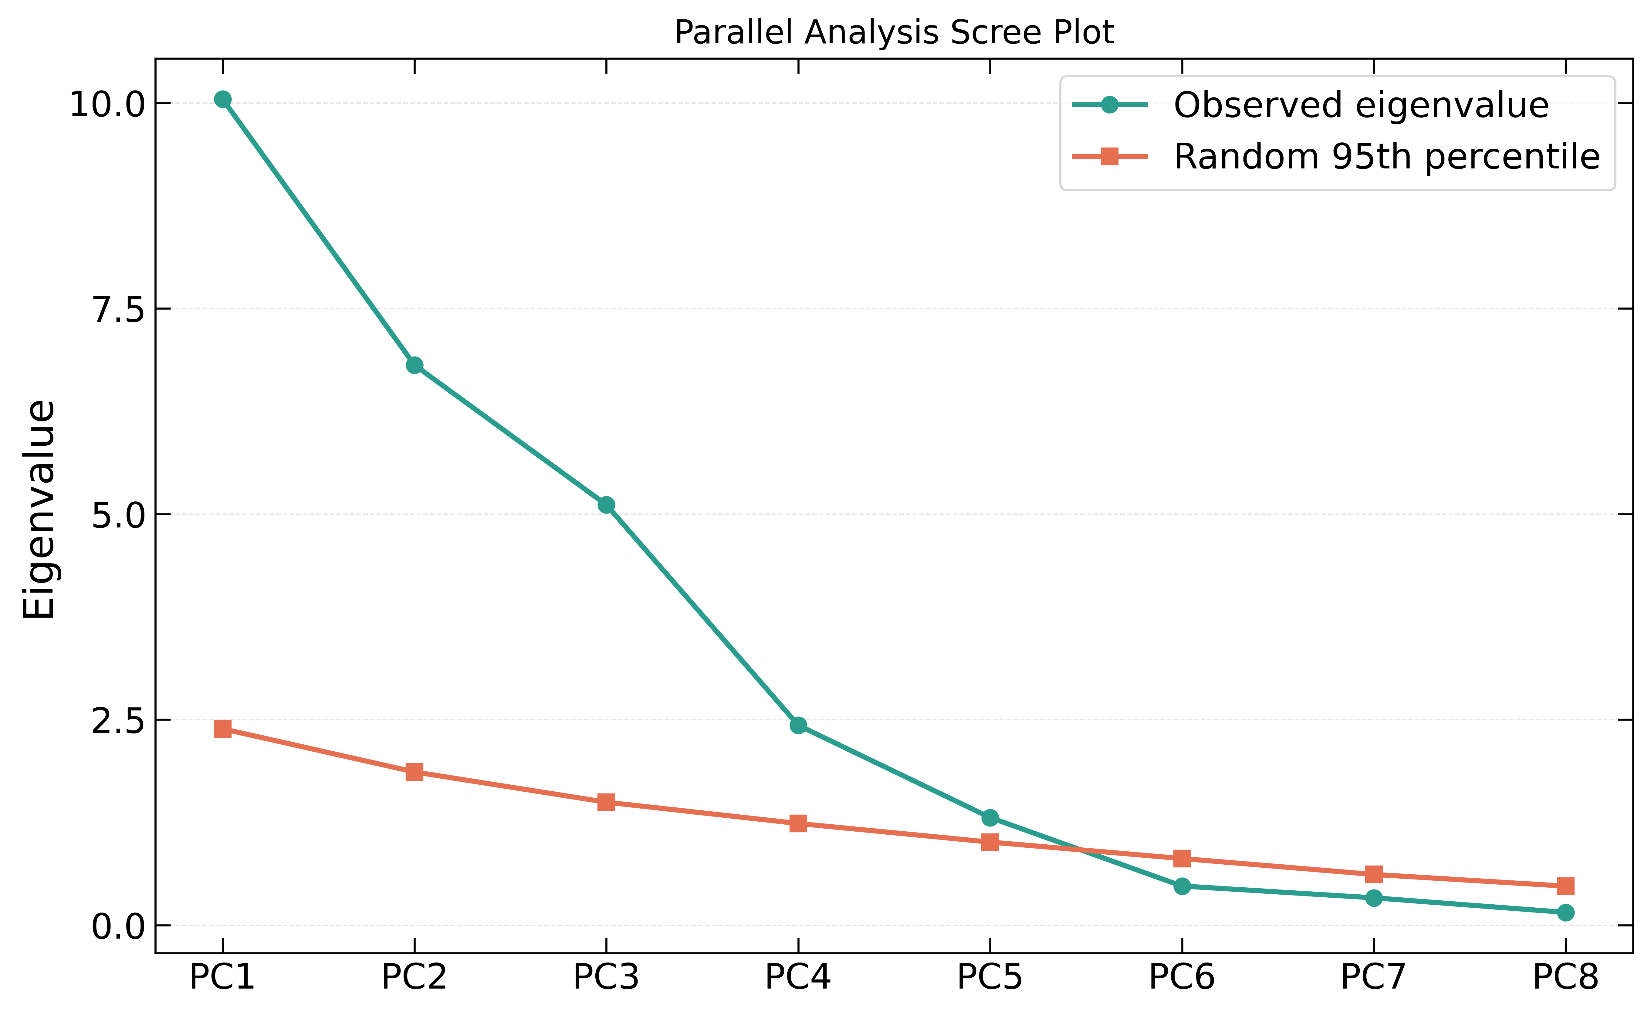 Parallel Analysis Scree Plot
Observed eigenvalue
Random 95th percentile
Eigenvalue
10.0
7.5
5.0
2.5
0.0
PC1 PC2 PC3 PC4 PC5 PC6 PC7 PC8